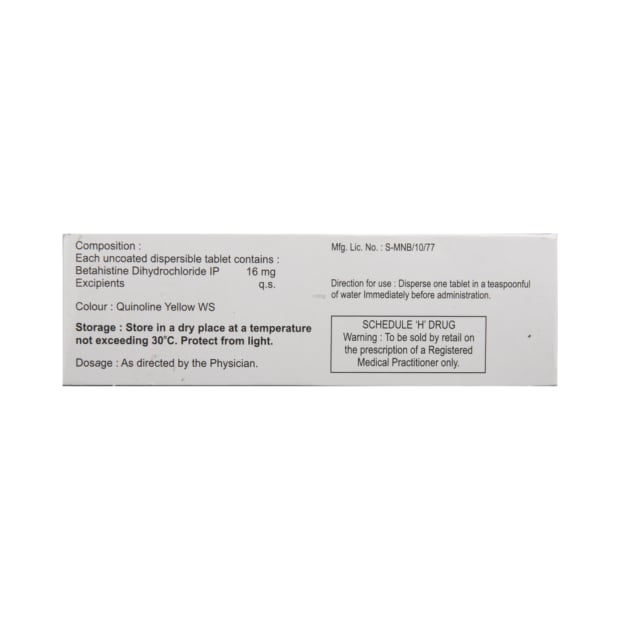 Composition :
Each uncoated dispersible tablet contains :
Betahistine Dihydrochloride IP 16 mg
Excipients q.s.
Colour : Quinoline Yellow WS
Storage : Store in a dry place at a temperature
not exceeding 30°C. Protect from light.
Dosage : As directed by the Physician.
Mfg. Lic. No. : S-MNB/10/77
Direction for use : Disperse one tablet in a teaspoonful
of water Immediately before administration.
SCHEDULE 'H' DRUG
Warning : To be sold by retail on
the prescription of a Registered
Medical Practitioner only.